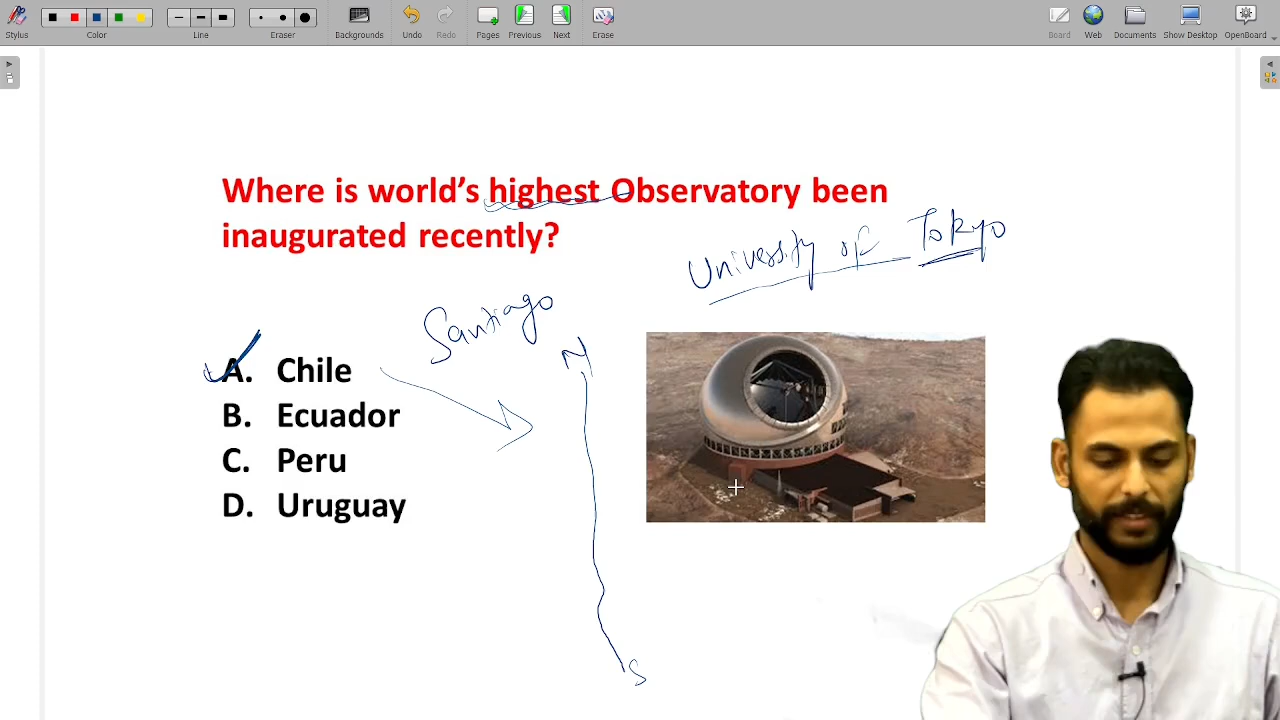 Stylus
Color
Line
Eraser
Backgrounds
Undo
Redo
Pages
Previous
Next
Erase
Board
Web
Documents
Show Desktop
OpenBoard
Where is world's highest Observatory been
inaugurated recently?
University of Tokyo
Santiago
N
A. Chile
B. Ecuador
C. Peru
D. Uruguay
S